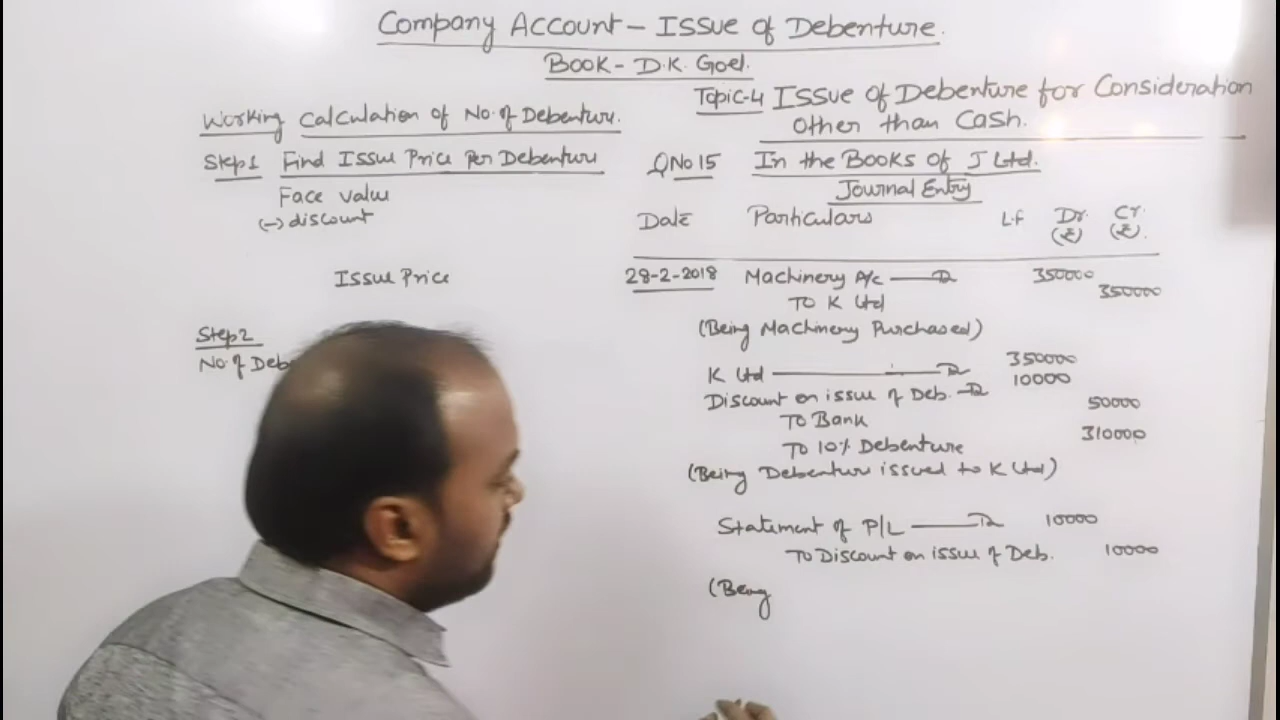 Company Account - Issue of Debenture.
Book - D.K. Goel.
Topic-4 Issue of Debenture for Consideration
Other than Cash.
Working Calculation of No. of Debenture.
Step 1 Find Issue Price Per Debenture
Face value
(-) discount
Issue Price
Step 2
No. of Deb
QNo 15 In the Books of J Ltd.
Journal Entry
Date Particulars L.F Dr. (₹) Cr. (₹).
28-2-2018 Machinery A/c — Dr 350000
To K Ltd 350000
(Being Machinery Purchased)
K Ltd — Dr 350000
Discount on issue of Deb. — Dr 10000
To Bank 50000
To 10% Debenture 310000
(Being Debenture issued to K Ltd)
Statement of P/L — Dr 10000
To Discount on issue of Deb. 10000
(Being